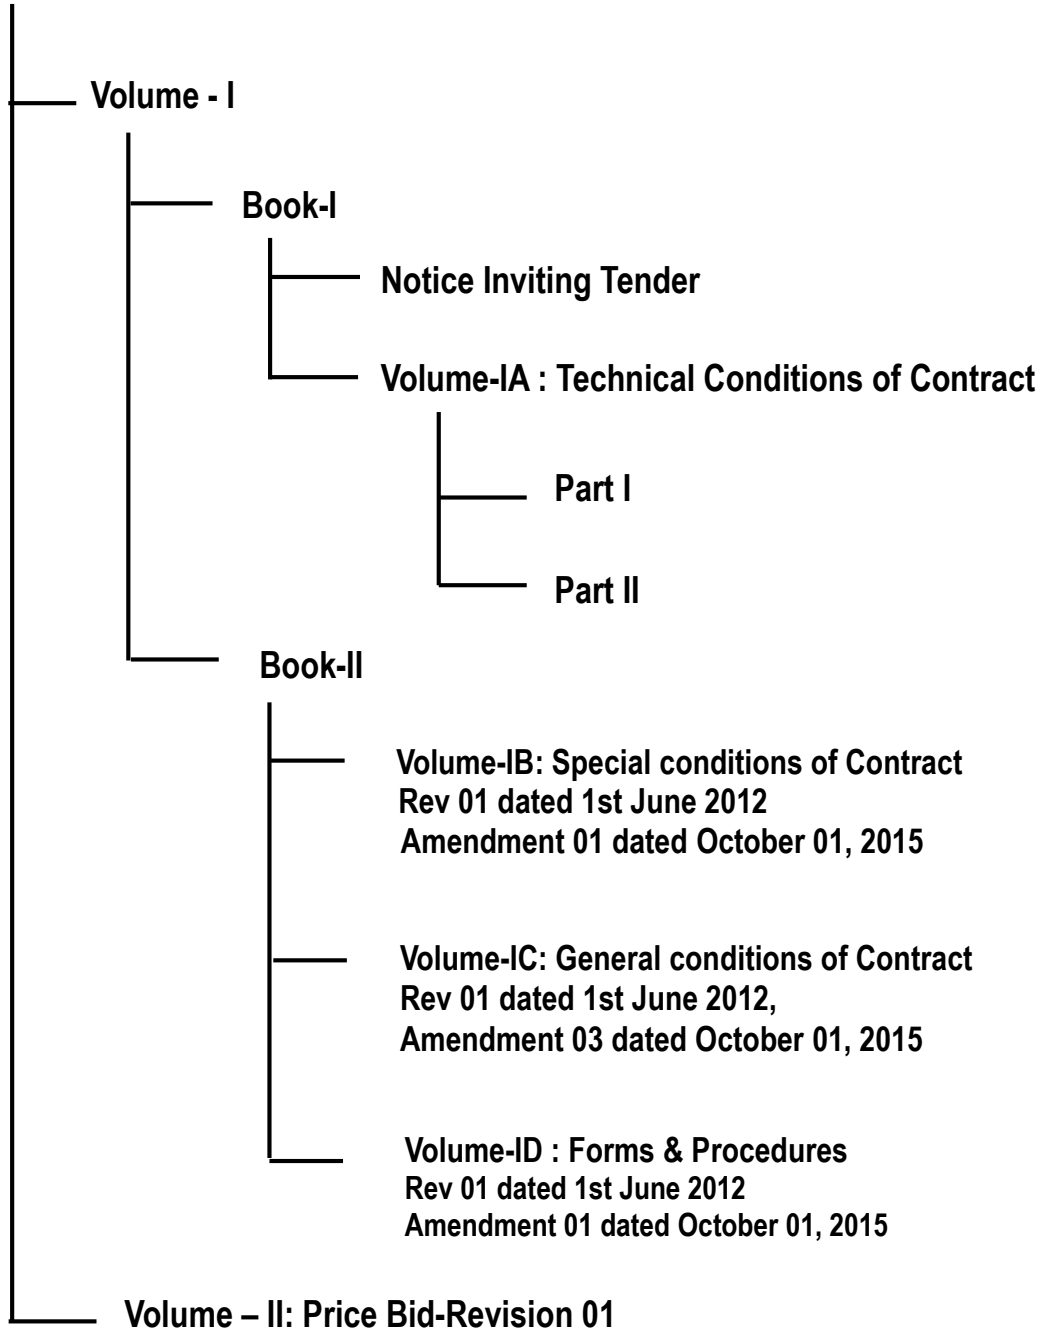 Volume - I
Book-I
Notice Inviting Tender
Volume-IA : Technical Conditions of Contract
Part I
Part II
Book-II
Volume-IB: Special conditions of Contract
Rev 01 dated 1st June 2012
Amendment 01 dated October 01, 2015
Volume-IC: General conditions of Contract
Rev 01 dated 1st June 2012,
Amendment 03 dated October 01, 2015
Volume-ID : Forms & Procedures
Rev 01 dated 1st June 2012
Amendment 01 dated October 01, 2015
Volume – II: Price Bid-Revision 01